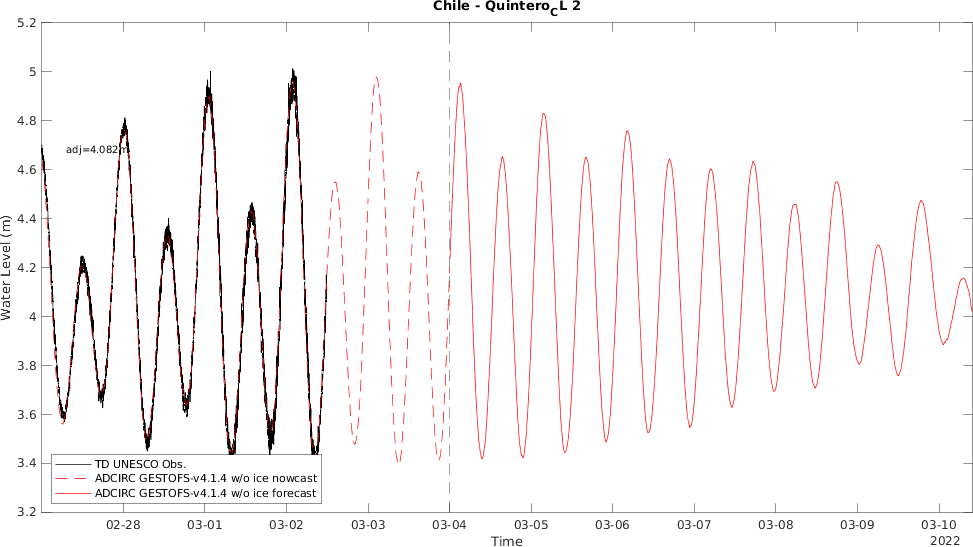 Chile - Quintero_CL 2
5.2
5
4.8
4.6
4.4
4.2
4
3.8
3.6
3.4
3.2
Water Level (m)
adj=4.082m
TD UNESCO Obs.
ADCIRC GESTOFS-v4.1.4 w/o ice nowcast
ADCIRC GESTOFS-v4.1.4 w/o ice forecast
02-28 03-01 03-02 03-03 03-04 03-05 03-06 03-07 03-08 03-09 03-10
Time
2022